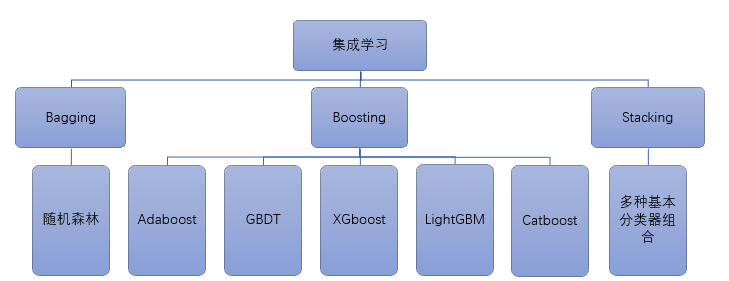 集成学习
Bagging
Boosting
Stacking
随机森林
Adaboost
GBDT
XGboost
LightGBM
Catboost
多种基本
分类器组
合